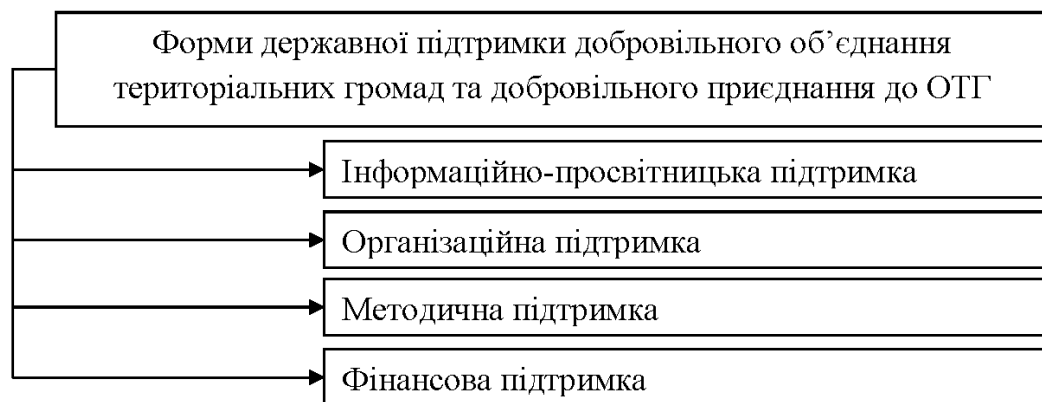 Форми державної підтримки добровільного об’єднання
територіальних громад та добровільного приєднання до ОТГ
Інформаційно-просвітницька підтримка
Організаційна підтримка
Методична підтримка
Фінансова підтримка